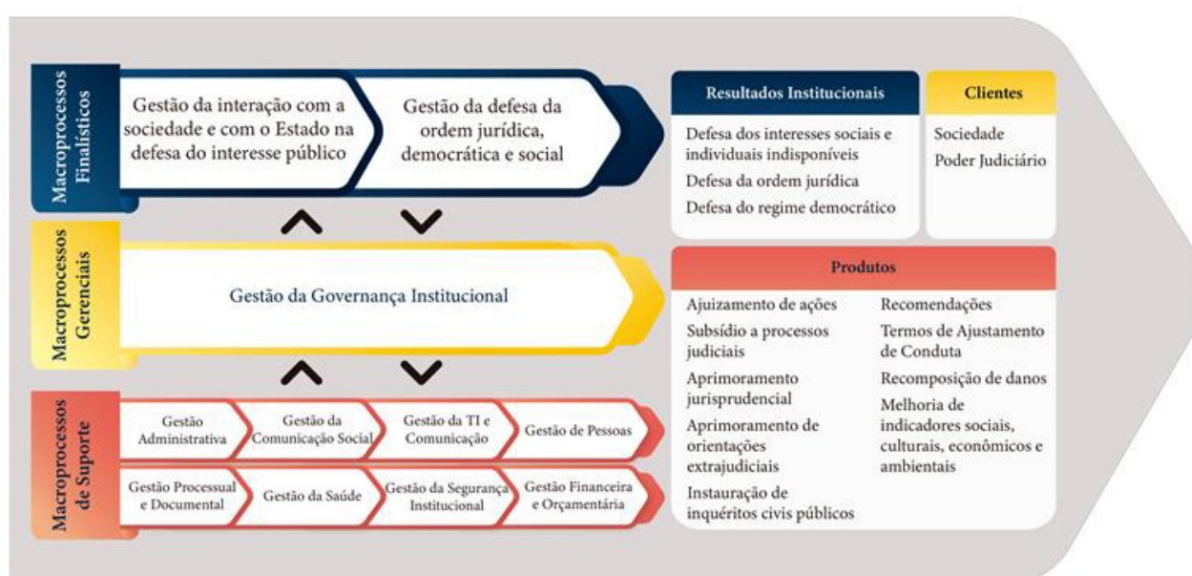 Macroprocessos
Finalísticos
Gestão da interação com a
sociedade e com o Estado na
defesa do interesse público
Gestão da defesa da
ordem jurídica,
democrática e social
Macroprocessos
Gerenciais
Gestão da Governança Institucional
Macroprocessos
de Suporte
Gestão
Administrativa
Gestão da
Comunicação Social
Gestão da TI e
Comunicação
Gestão de Pessoas
Gestão Processual
e Documental
Gestão da Saúde
Gestão da Segurança
Institucional
Gestão Financeira
e Orçamentária
Resultados Institucionais
Defesa dos interesses sociais e
individuais indisponíveis
Defesa da ordem jurídica
Defesa do regime democrático
Clientes
Sociedade
Poder Judiciário
Produtos
Ajuizamento de ações
Subsídio a processos
judiciais
Aprimoramento
jurisprudencial
Aprimoramento de
orientações
extrajudiciais
Instauração de
inquéritos civis públicos
Recomendações
Termos de Ajustamento
de Conduta
Recomposição de danos
Melhoria de
indicadores sociais,
culturais, econômicos e
ambientais